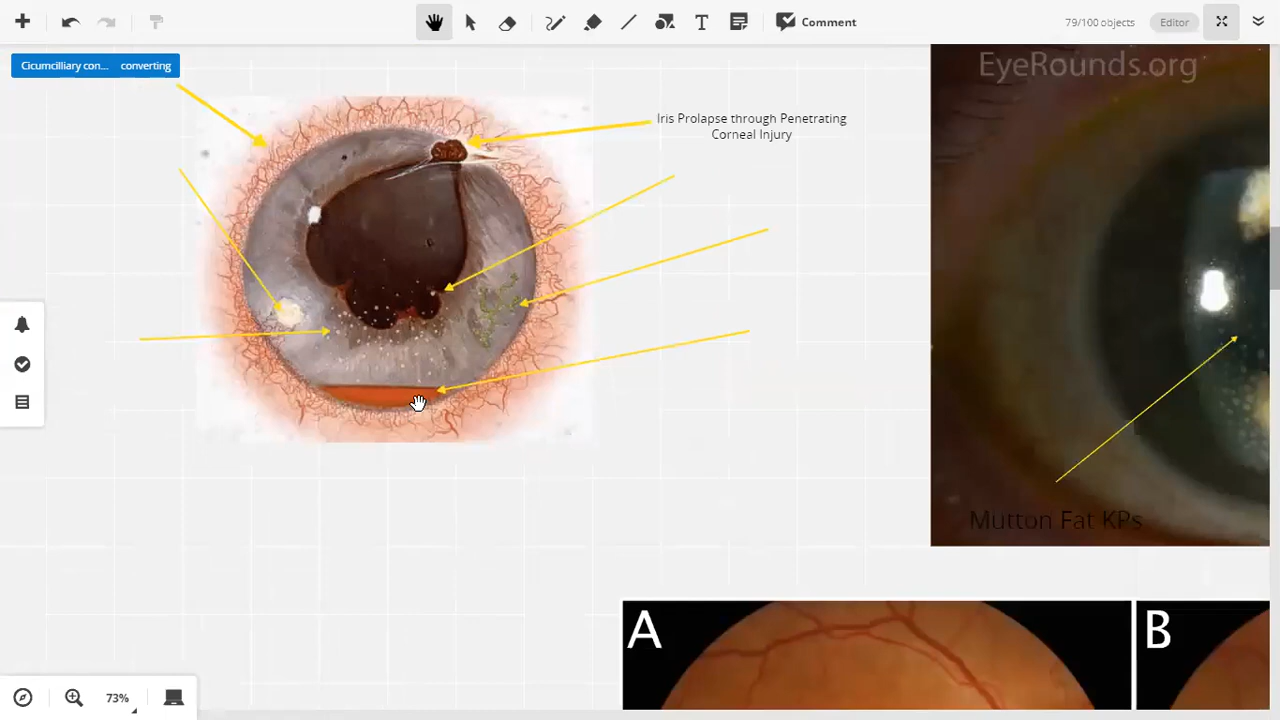 Comment
79/100 objects
Editor
Cicumcilliary con... converting
EyeRounds.org
Iris Prolapse through Penetrating
Corneal Injury
Mutton Fat KPs
A
B
73%